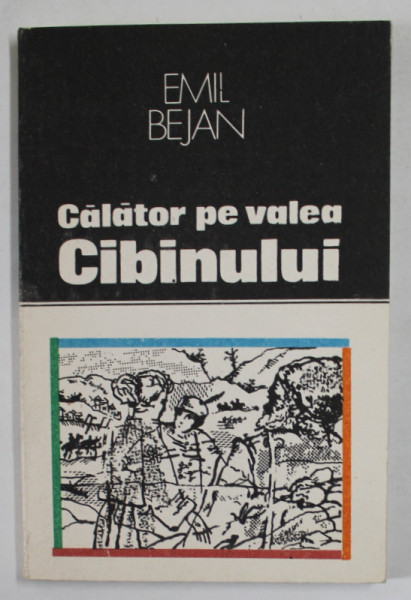 EMIL
BEJAN
Călător pe valea
Cibinului